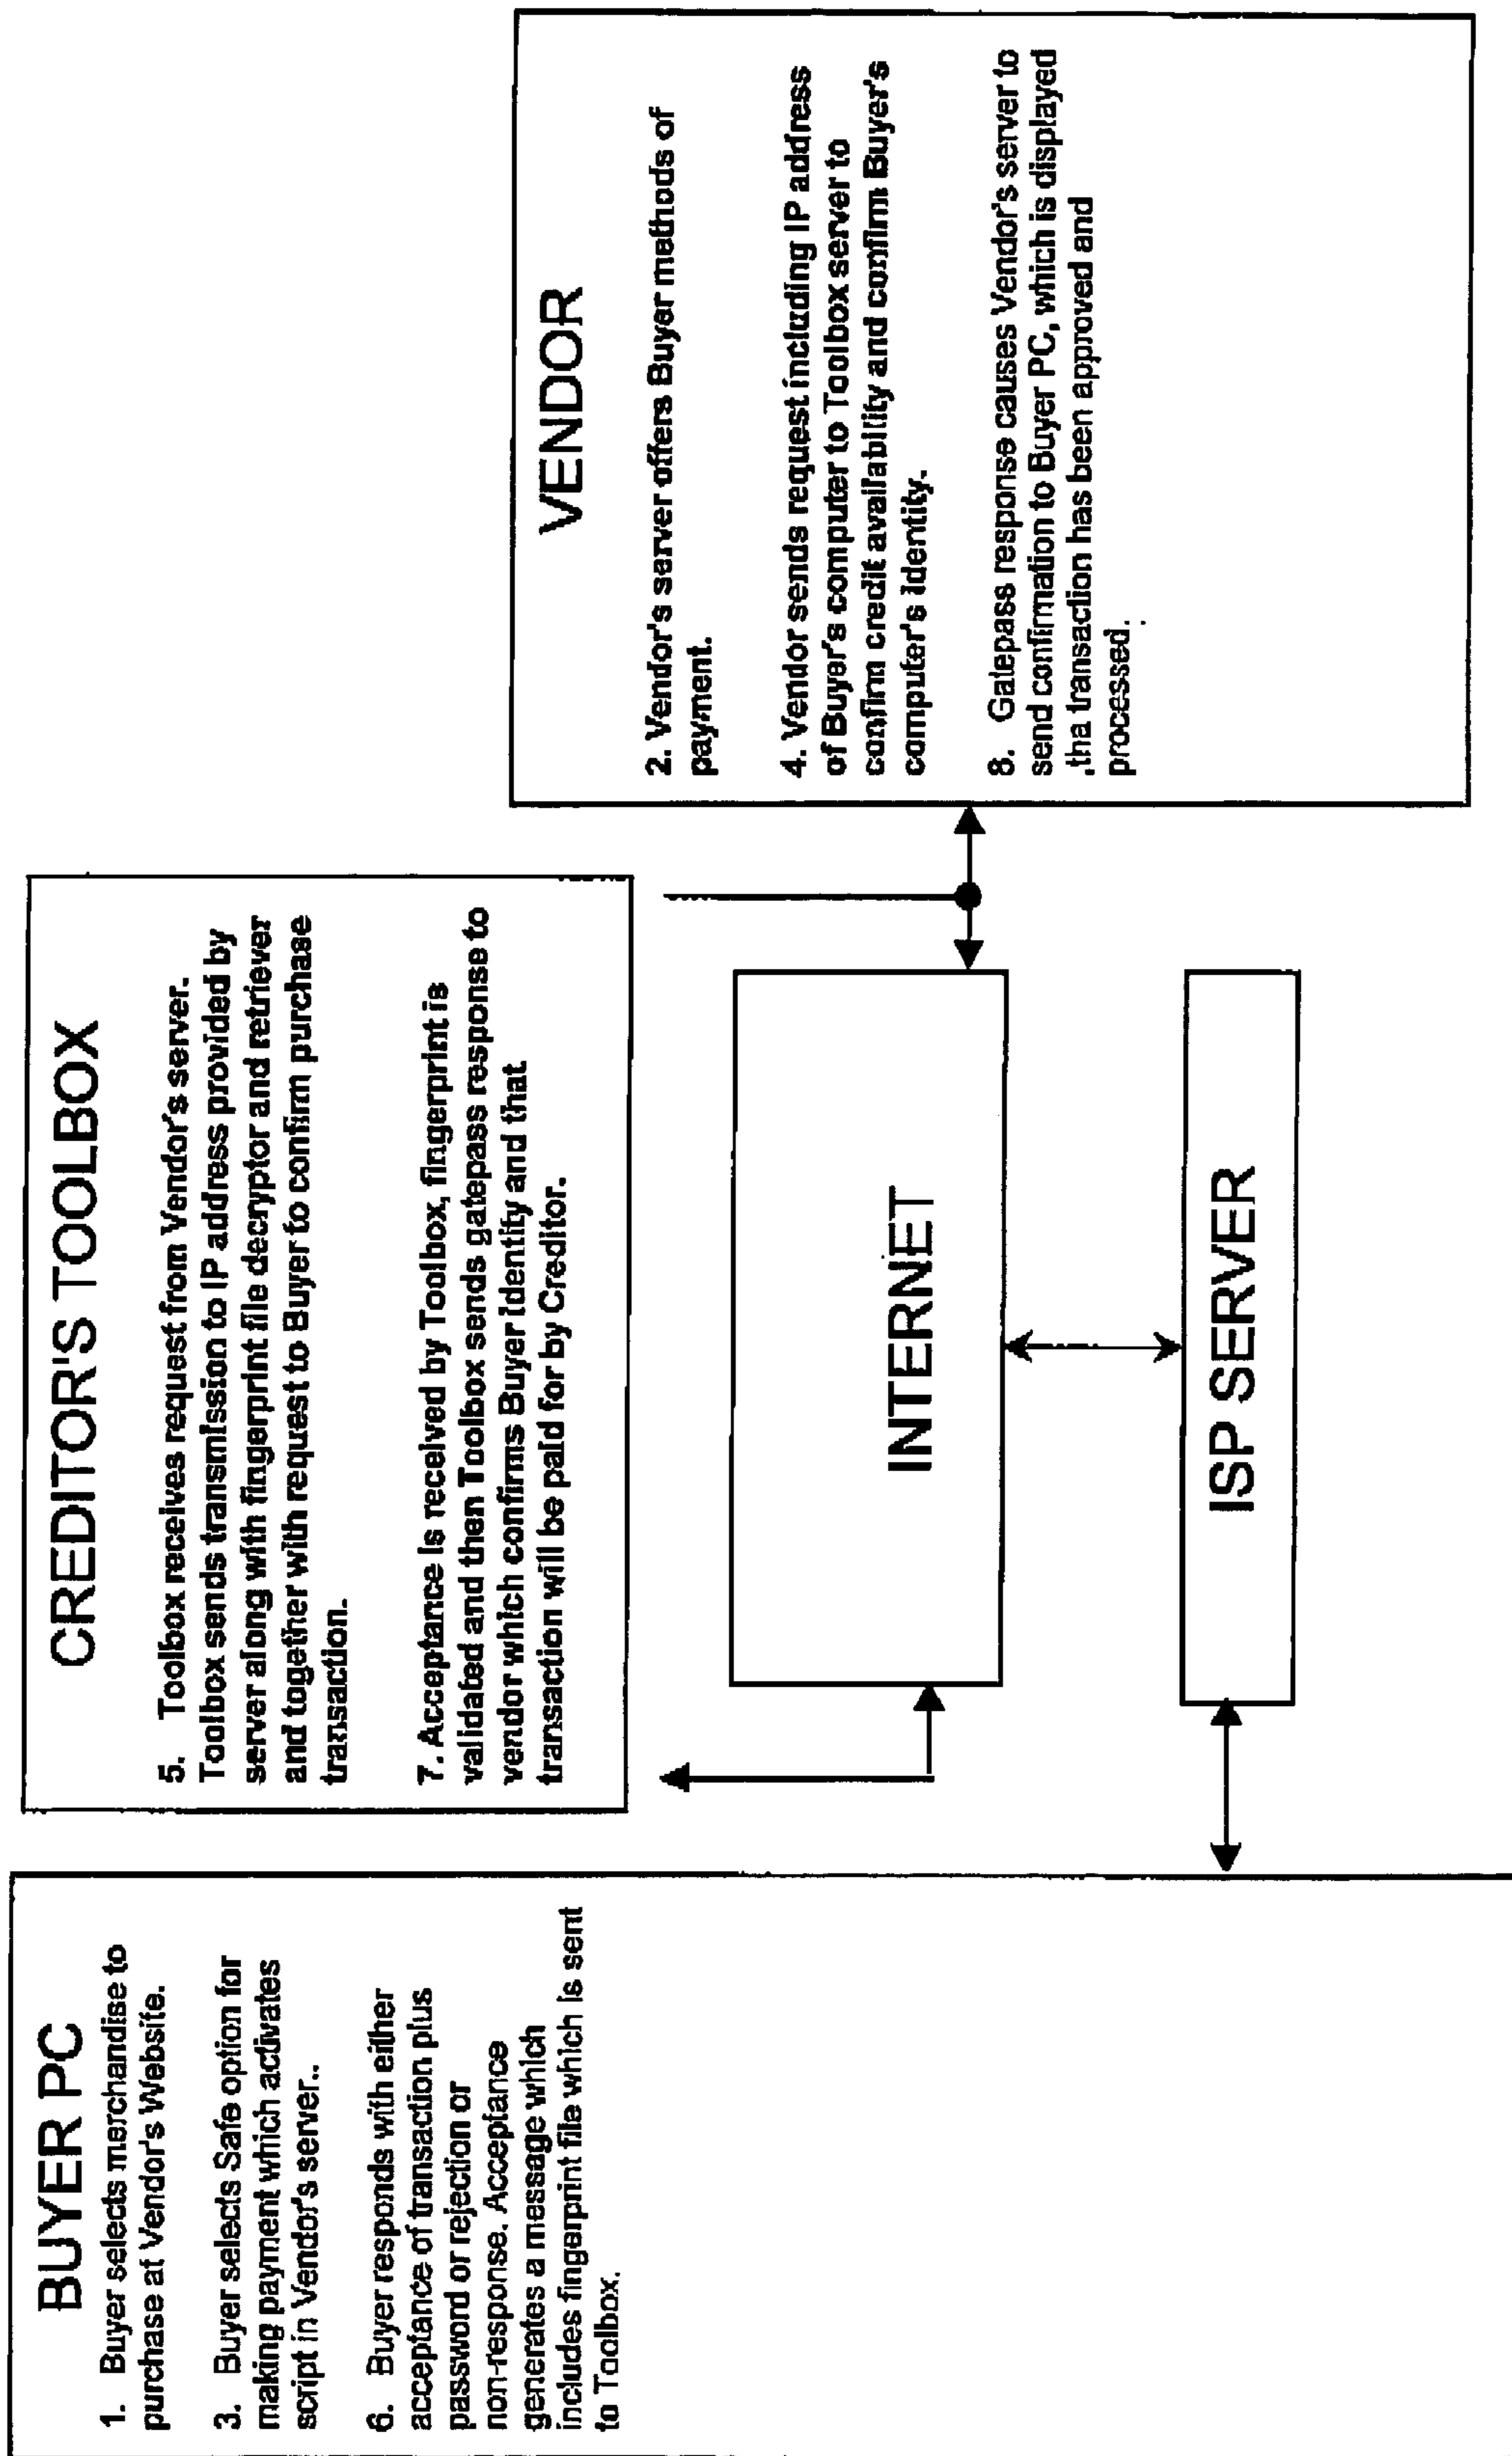 BUYER PC
1. Buyer selects merchandise to
purchase at Vendor's Website.
3. Buyer selects Safe option for
making payment which activates
script in Vendor's server..
6. Buyer responds with either
acceptance of transaction plus
password or rejection or
non-response. Acceptance
generates a message which
includes fingerprint file which is sent
to Toolbox.
CREDITOR'S TOOLBOX
5. Toolbox receives request from Vendor's server.
Toolbox sends transmission to IP address provided by
server along with fingerprint file decryptor and retriever
and together with request to Buyer to confirm purchase
transaction.
7. Acceptance is received by Toolbox, fingerprint is
validated and then Toolbox sends gatepass response to
vendor which confirms Buyer identity and that
transaction will be paid for by Creditor.
INTERNET
ISP SERVER
VENDOR
2. Vendor's server offers Buyer methods of
payment.
4. Vendor sends request including IP address
of Buyer's computer to Toolbox server to
confirm credit availability and confirm Buyer's
computer's identity.
8. Gatepass response causes Vendor's server to
send confirmation to Buyer PC, which is displayed
,tha transaction has been approved and
processed.